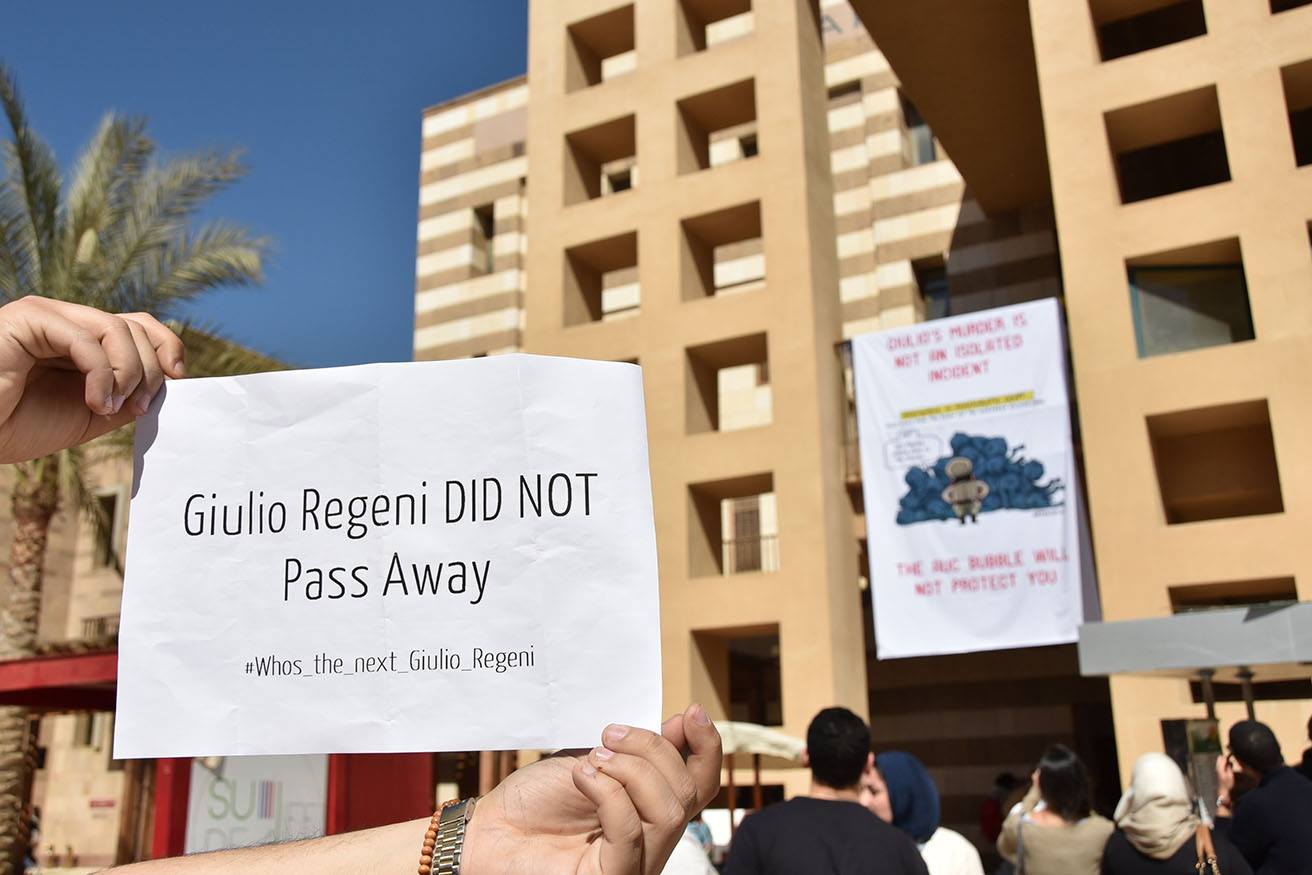 Giulio Regeni DID NOT
Pass Away
#Whos_the_next_Giulio_Regeni
GIULIO'S MURDER IS
NOT AN ISOLATED
INCIDENT
THE AUC BUBBLE WILL
NOT PROTECT YOU
SU